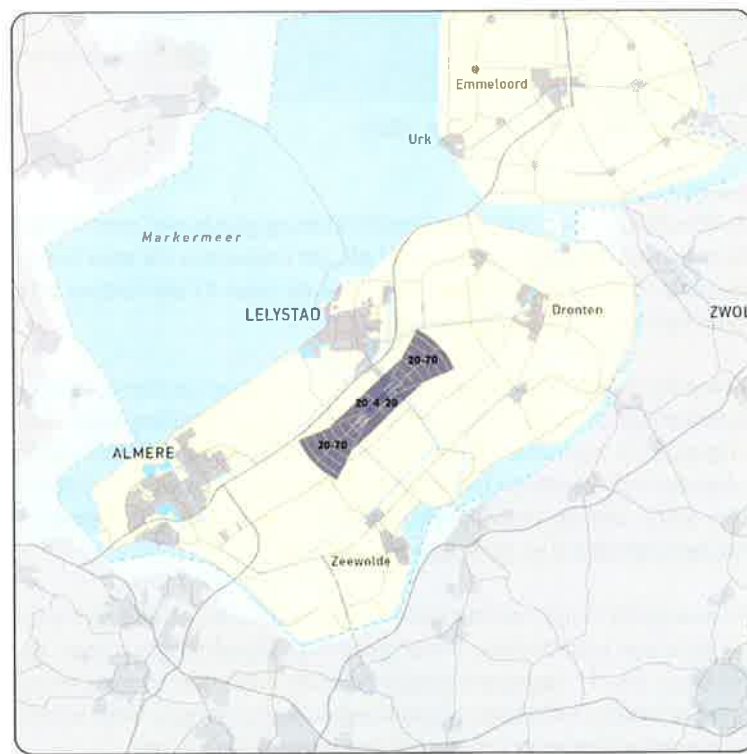 Emmeloord
Urk
Markermeer
LELYSTAD
Dronten
ZWOL
20-70
20-4-20
20-70
ALMERE
Zeewolde